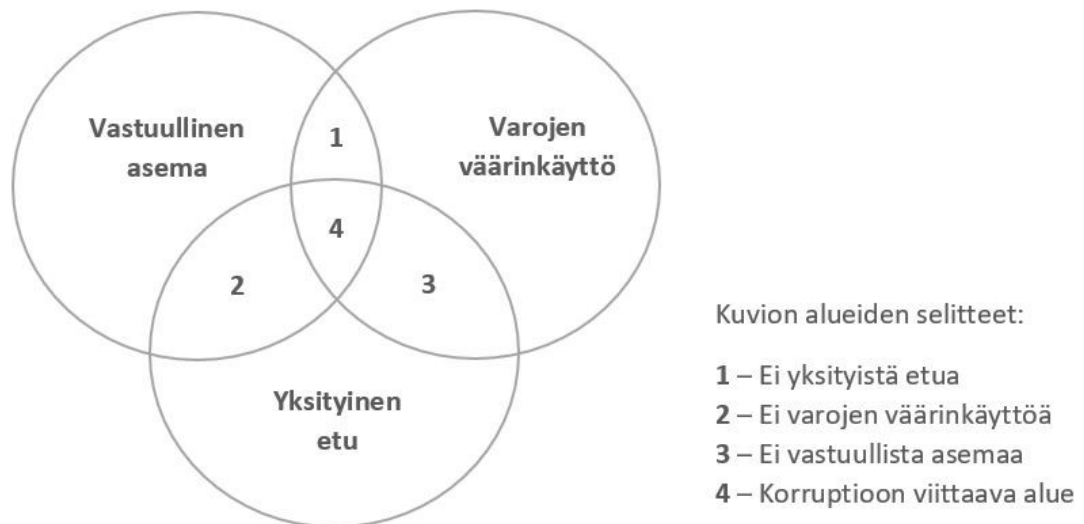 Vastuullinen
asema
1
Varojen
väärinkäyttö
4
2
3
Yksityinen
etu
Kuvion alueiden selitteet:
1 – Ei yksityistä etua
2 – Ei varojen väärinkäyttöä
3 – Ei vastuullista asemaa
4 – Korruptioon viittaava alue